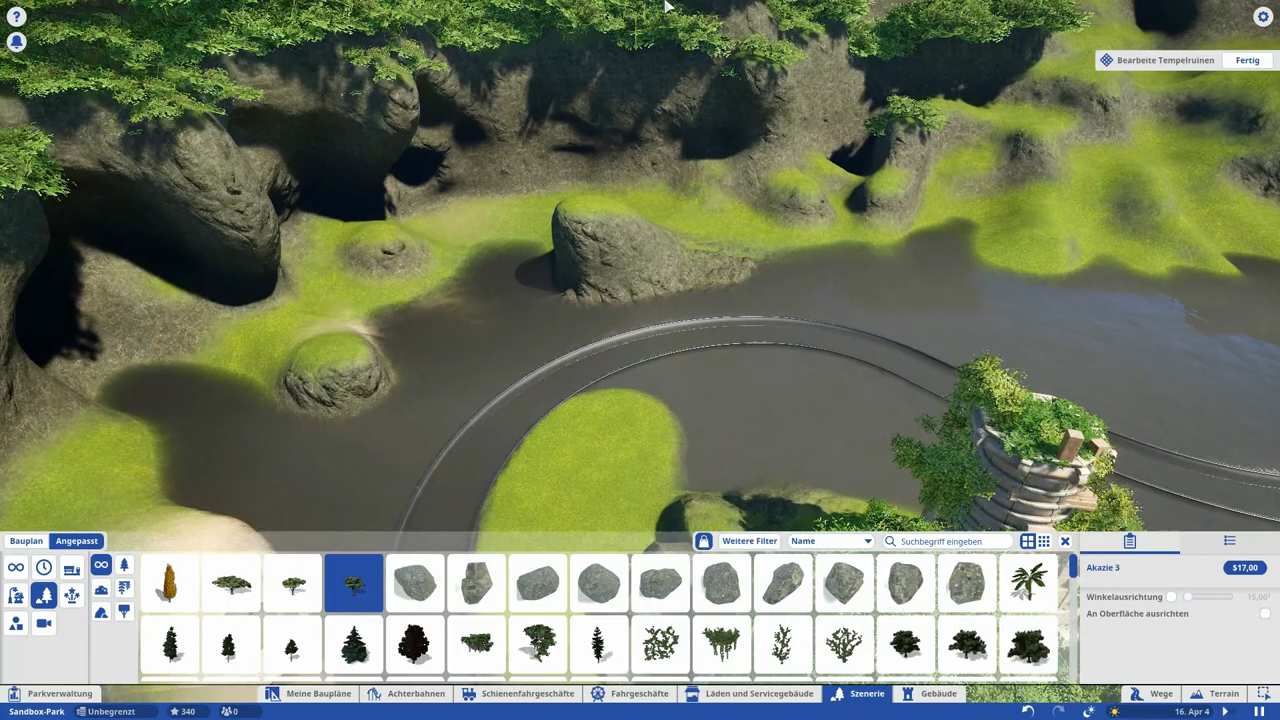 ?
Bearbeite Tempelruinen Fertig
Bauplan Angepasst
Weitere Filter Name Suchbegriff eingeben
Akazie 3 $17,00
Winkelausrichtung 15,00°
An Oberfläche ausrichten
Parkverwaltung Meine Baupläne Achterbahnen Schienenfahrgeschäfte Fahrgeschäfte Läden und Servicegebäude Szenerie Gebäude Wege Terrain
Sandbox-Park Unbegrenzt 340 0 16. Apr 4